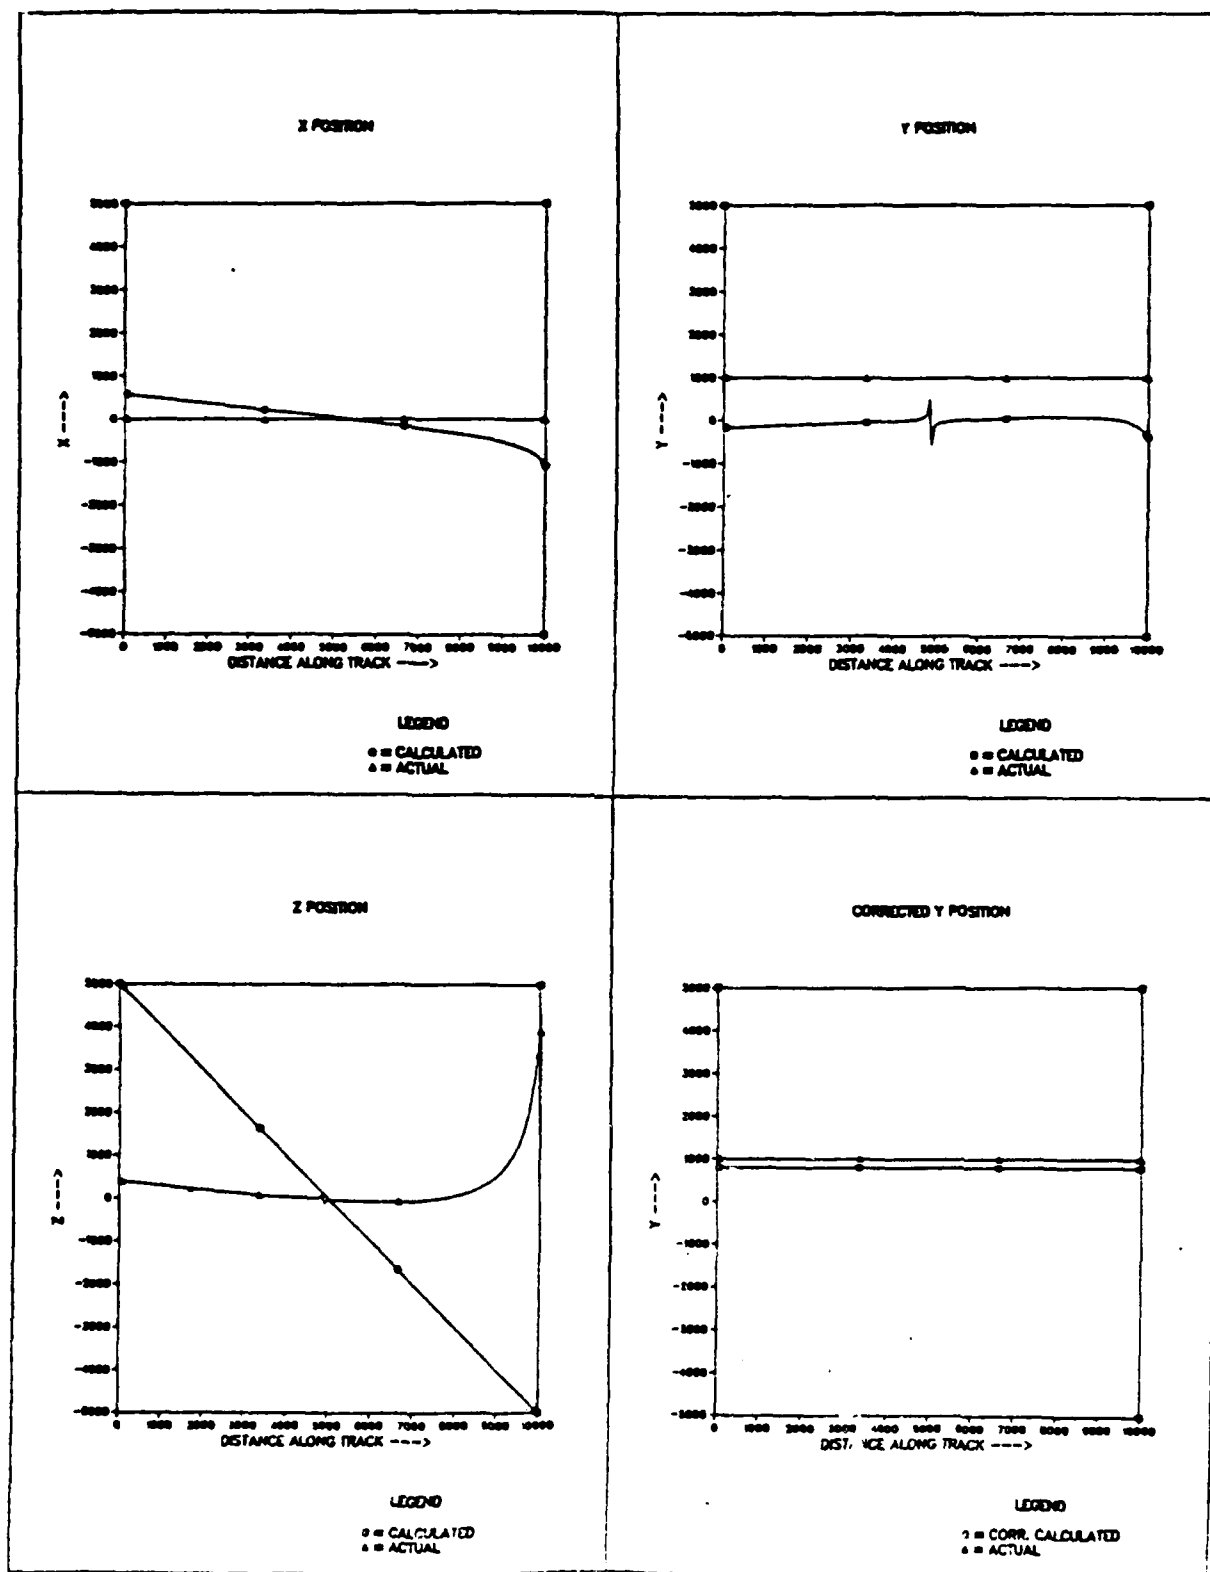 X POSITION
5000
4000
3000
2000
1000
0
-1000
-2000
-3000
-4000
-5000
X ---->
0 1000 2000 3000 4000 5000 6000 7000 8000 9000 10000
DISTANCE ALONG TRACK ---->
LEGEND
= CALCULATED
= ACTUAL
Y POSITION
5000
4000
3000
2000
1000
0
-1000
-2000
-3000
-4000
-5000
Y ---->
0 1000 2000 3000 4000 5000 6000 7000 8000 9000 10000
DISTANCE ALONG TRACK ---->
LEGEND
= CALCULATED
= ACTUAL
Z POSITION
5000
4000
3000
2000
1000
0
-1000
-2000
-3000
-4000
-5000
Z ---->
0 1000 2000 3000 4000 5000 6000 7000 8000 9000 10000
DISTANCE ALONG TRACK ---->
LEGEND
= CALCULATED
= ACTUAL
CORRECTED Y POSITION
5000
4000
3000
2000
1000
0
-1000
-2000
-3000
-4000
-5000
Y ---->
0 1000 2000 3000 4000 5000 6000 7000 8000 9000 10000
ALONG TRACK ---->
LEGEND
= CORR. CALCULATED
= ACTUAL